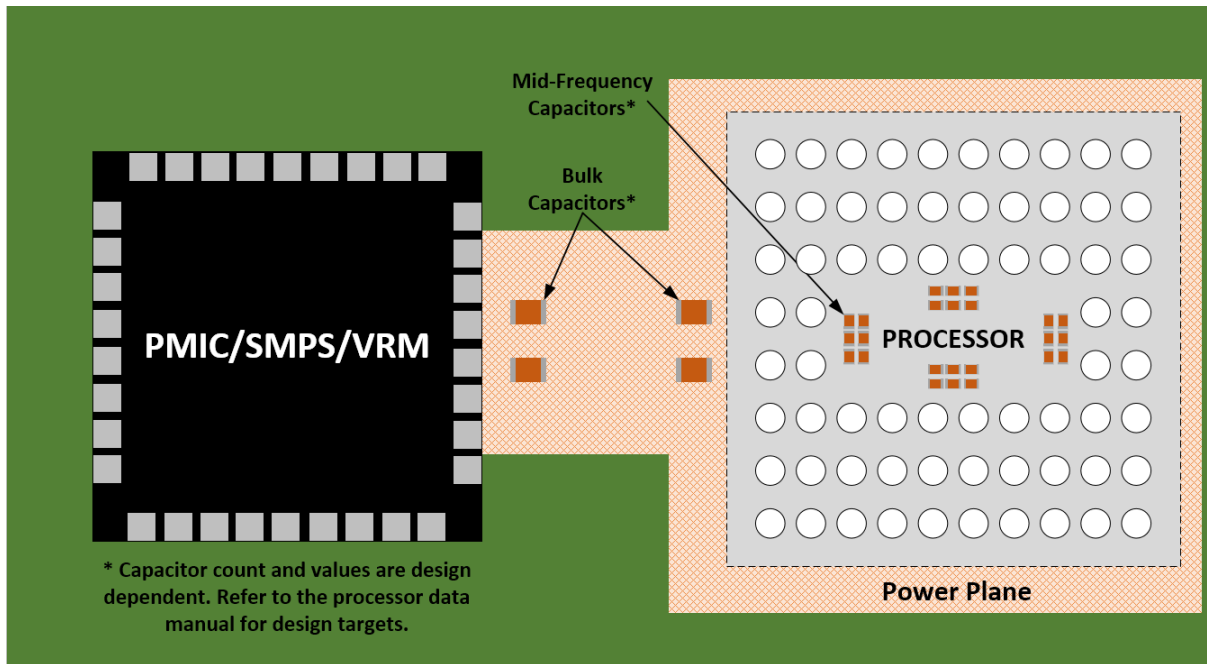 Mid-Frequency
Capacitors*
Bulk
Capacitors*
PMIC/SMPS/VRM
PROCESSOR
* Capacitor count and values are design
dependent. Refer to the processor data
manual for design targets.
Power Plane